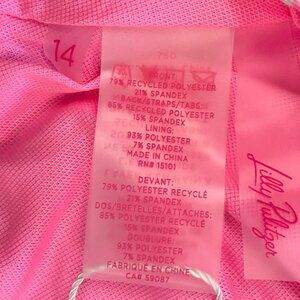 14
FRONT:
79% RECYCLED POLYESTER
21% SPANDEX
BACK/STRAPS/TABS:
85% RECYCLED POLYESTER
15% SPANDEX
LINING:
93% POLYESTER
7% SPANDEX
MADE IN CHINA
RN# 15101
DEVANT:
79% POLYESTER RECYCLÉ
21% SPANDEX
DOS/BRETELLES/ATTACHES:
85% POLYESTER RECYCLÉ
15% SPANDEX
DOUBLURE:
93% POLYESTER
7% SPANDEX
FABRIQUÉ EN CHINE
CA# 59087
Lilly Pulitzer